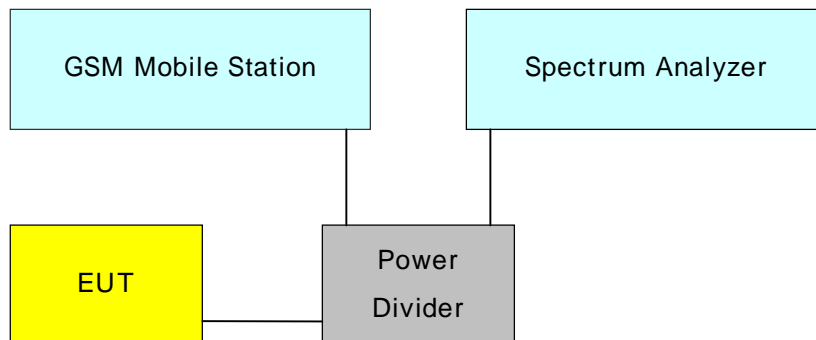 GSM Mobile Station
Spectrum Analyzer
EUT
Power
Divider